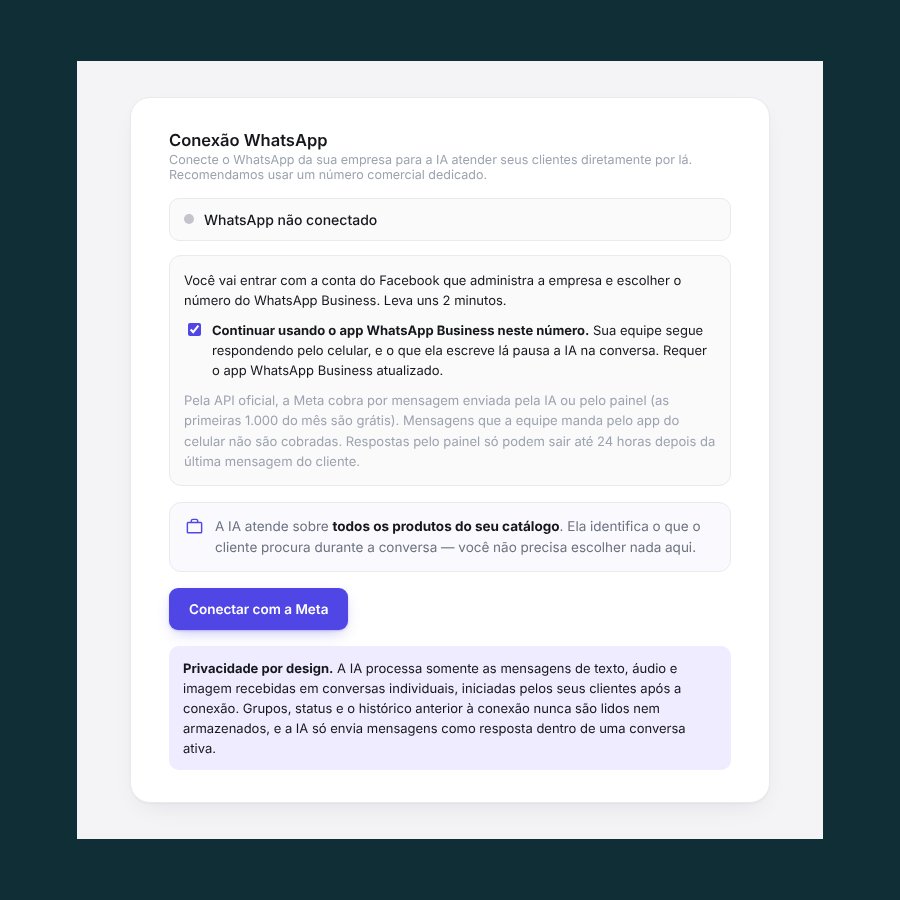 Conexão WhatsApp
Conecte o WhatsApp da sua empresa para a IA atender seus clientes diretamente por lá.
Recomendamos usar um número comercial dedicado.
WhatsApp não conectado
Você vai entrar com a conta do Facebook que administra a empresa e escolher o
número do WhatsApp Business. Leva uns 2 minutos.
Continuar usando o app WhatsApp Business neste número. Sua equipe segue
respondendo pelo celular, e o que ela escreve lá pausa a IA na conversa. Requer
o app WhatsApp Business atualizado.
Pela API oficial, a Meta cobra por mensagem enviada pela IA ou pelo painel (as
primeiras 1.000 do mês são grátis). Mensagens que a equipe manda pelo app do
celular não são cobradas. Respostas pelo painel só podem sair até 24 horas depois da
última mensagem do cliente.
A IA atende sobre todos os produtos do seu catálogo. Ela identifica o que o
cliente procura durante a conversa — você não precisa escolher nada aqui.
Conectar com a Meta
Privacidade por design. A IA processa somente as mensagens de texto, áudio e
imagem recebidas em conversas individuais, iniciadas pelos seus clientes após a
conexão. Grupos, status e o histórico anterior à conexão nunca são lidos nem
armazenados, e a IA só envia mensagens como resposta dentro de uma conversa
ativa.